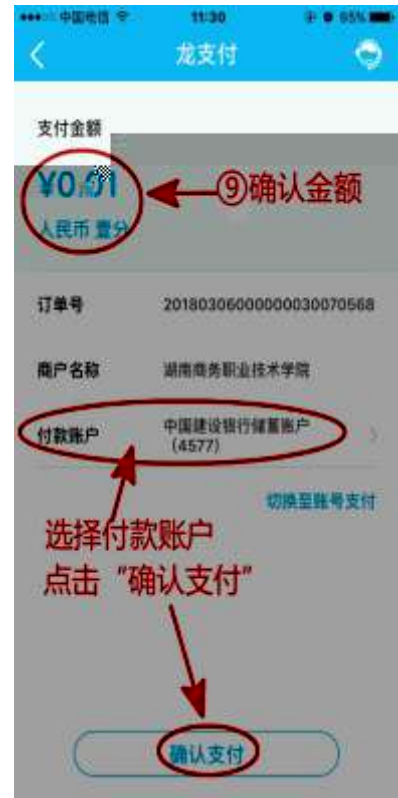 中国电信 11:30 65%
龙支付
支付金额
¥0.01
⑨确认金额
人民币 壹分
订单号 20180306000000030070568
商户名称 湖南商务职业技术学院
付款账户 中国建设银行储蓄账户
(4577)
切换至账号支付
选择付款账户
点击“确认支付”
确认支付